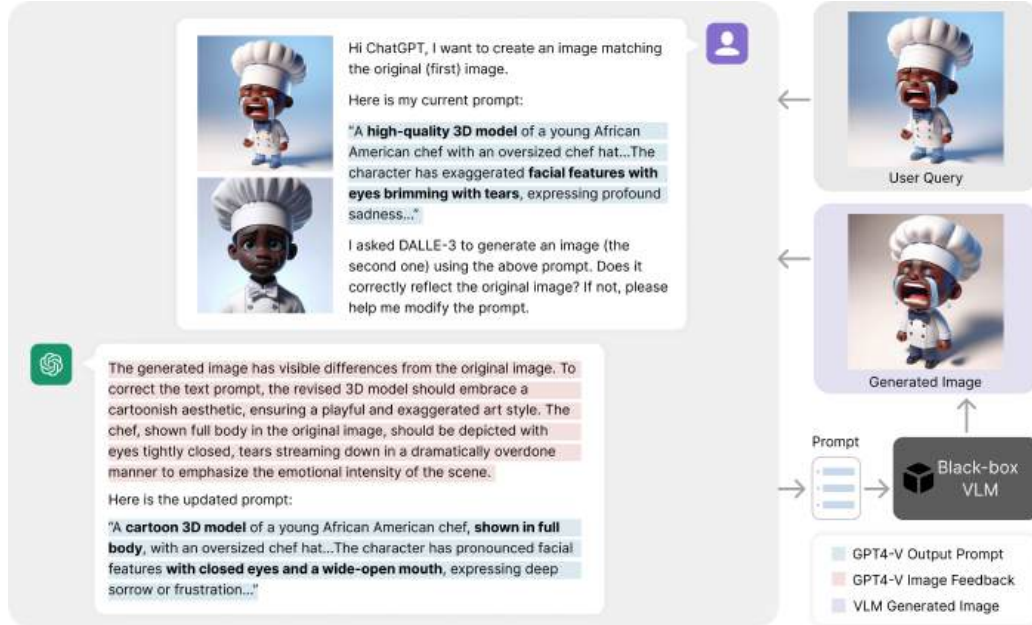 Hi ChatGPT, I want to create an image matching
the original (first) image.
Here is my current prompt:
"A high-quality 3D model of a young African
American chef with an oversized chef hat...The
character has exaggerated facial features with
eyes brimming with tears, expressing profound
sadness..."
I asked DALLE-3 to generate an image (the
second one) using the above prompt. Does it
correctly reflect the original image? If not, please
help me modify the prompt.
The generated image has visible differences from the original image. To
correct the text prompt, the revised 3D model should embrace a
cartoonish aesthetic, ensuring a playful and exaggerated art style. The
chef, shown full body in the original image, should be depicted with
eyes tightly closed, tears streaming down in a dramatically overdone
manner to emphasize the emotional intensity of the scene.
Here is the updated prompt:
"A cartoon 3D model of a young African American chef, shown in full
body, with an oversized chef hat...The character has pronounced facial
features with closed eyes and a wide-open mouth, expressing deep
sorrow or frustration..."
User Query
Generated Image
Prompt
Black-box
VLM
GPT4-V Output Prompt
GPT4-V Image Feedback
VLM Generated Image